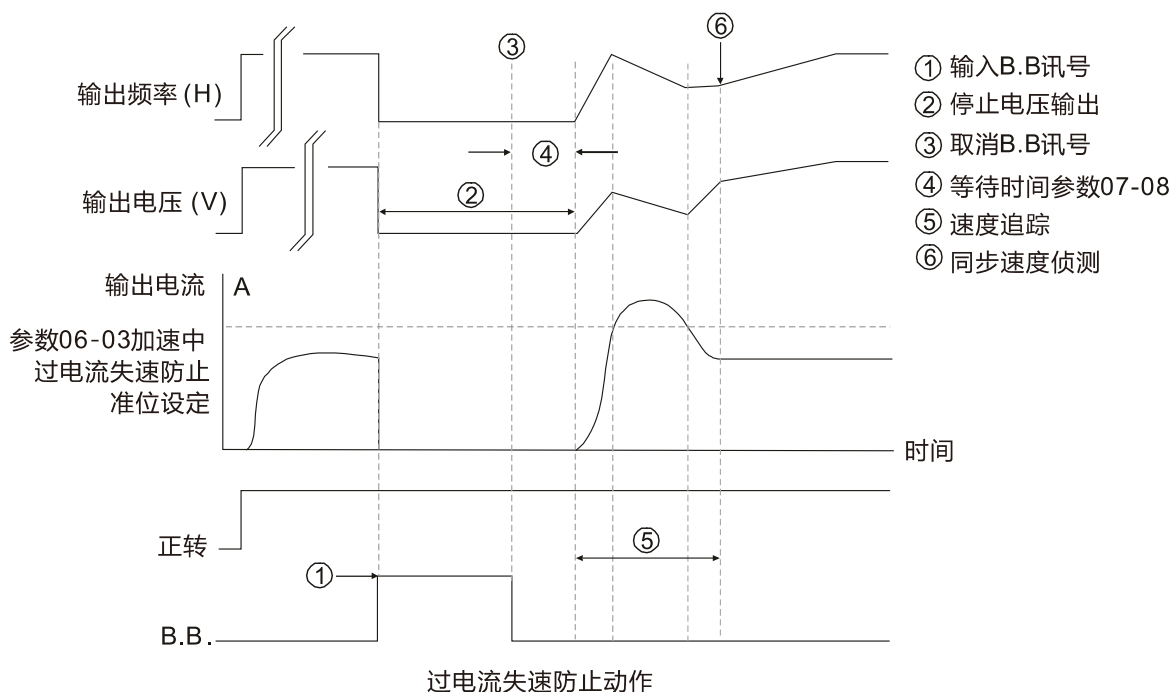 ③
⑥
输出频率(H)
④
输出电压(V)
②
① 输入B.B讯号
② 停止电压输出
③ 取消B.B讯号
④ 等待时间参数07-08
⑤ 速度追踪
⑥ 同步速度侦测
输出电流 A
参数06-03加速中
过电流失速防止
准位设定
时间
正转
⑤
①
B.B.
过电流失速防止动作